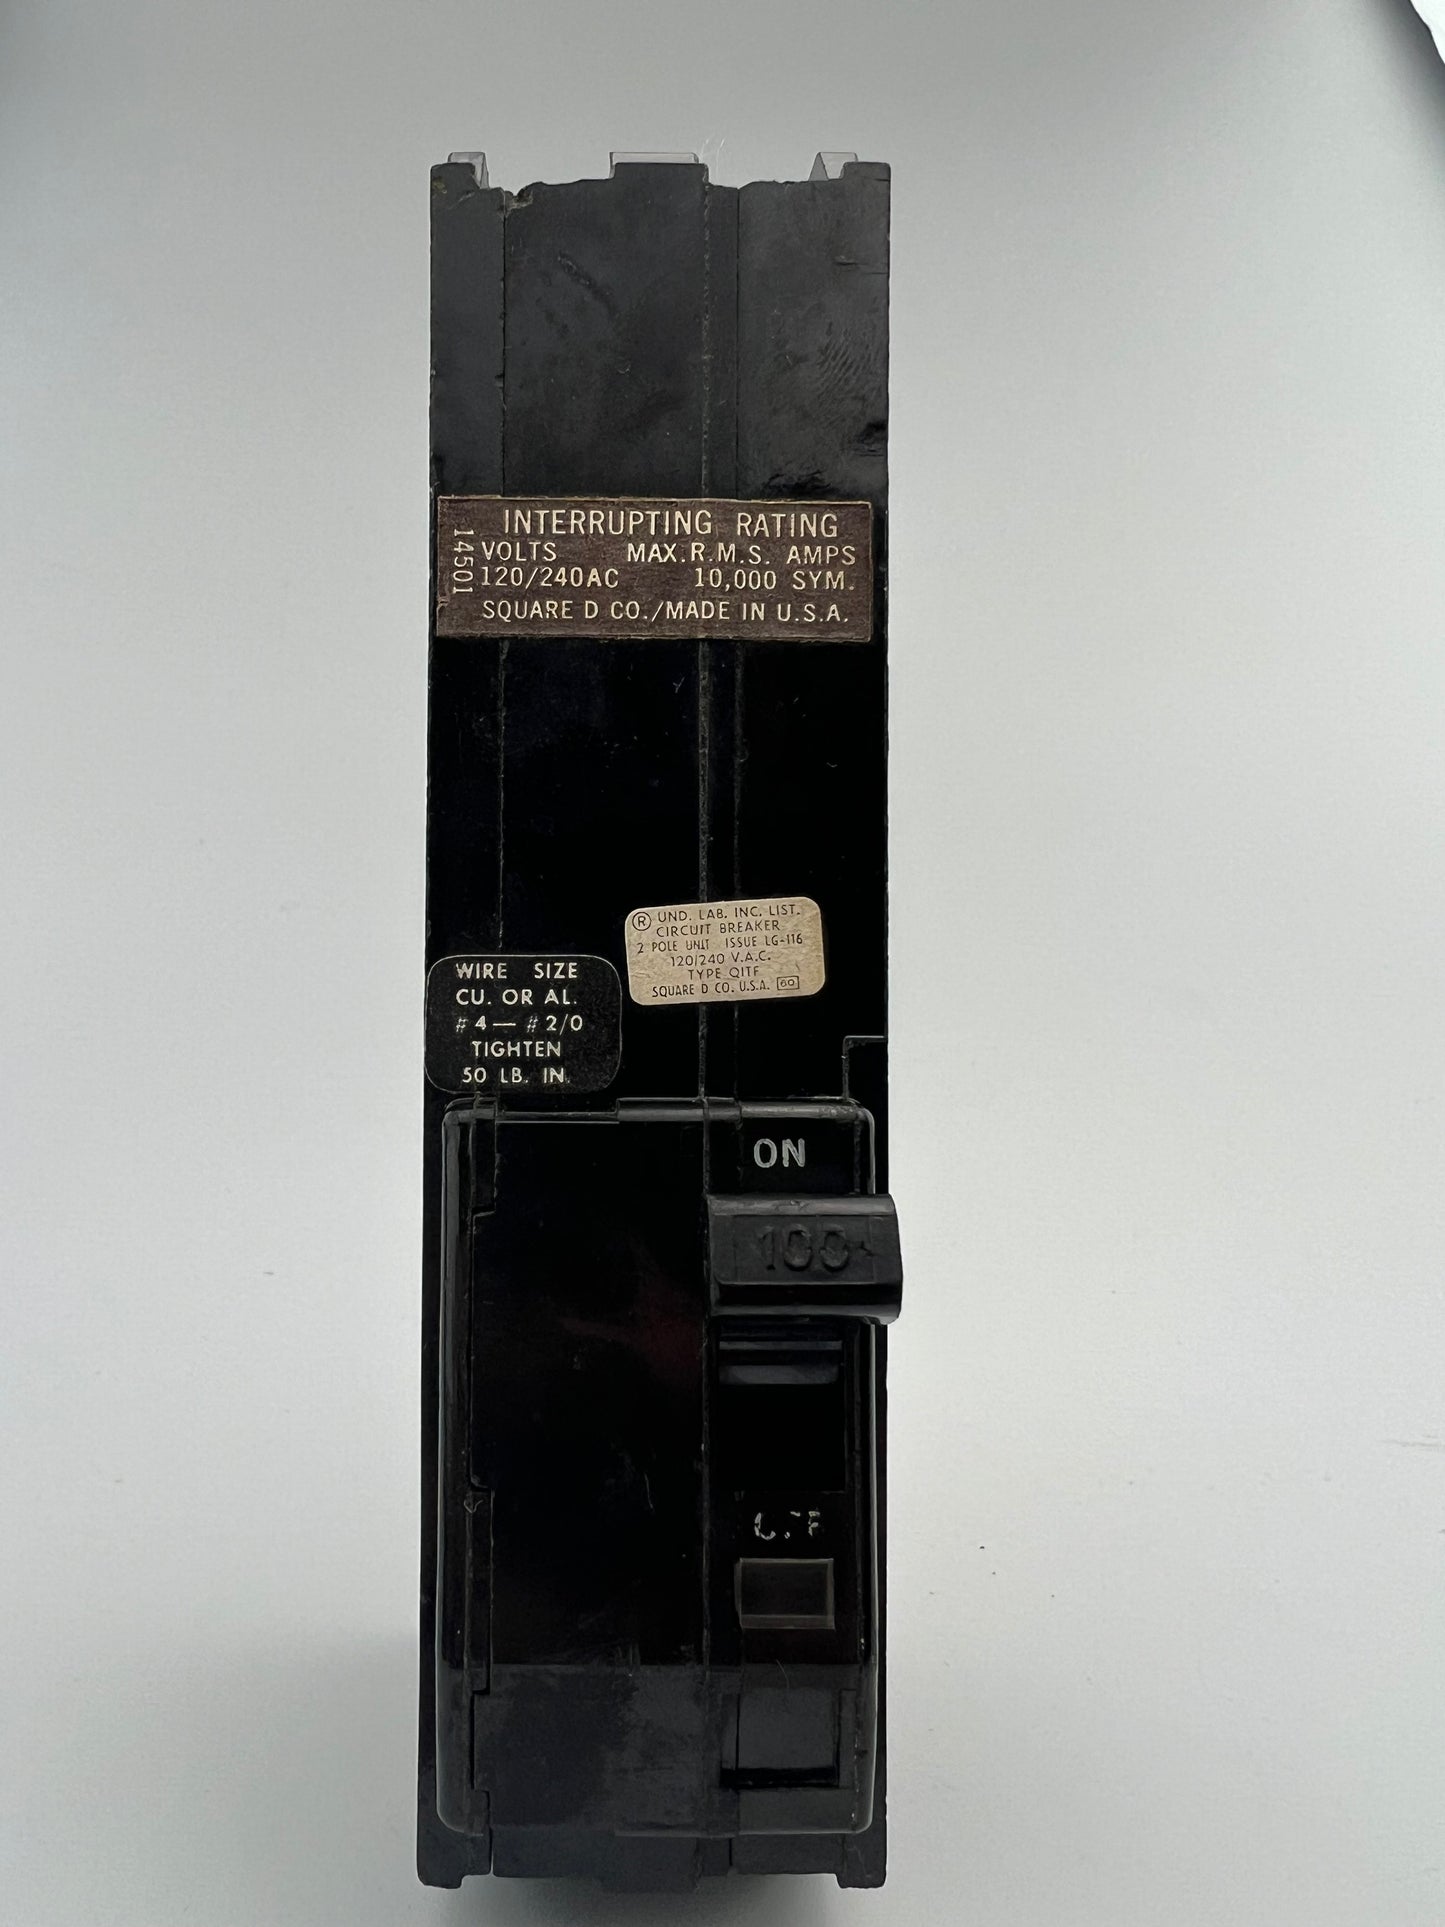 INTERRUPTING RATING
VOLTS MAX.R.M.S. AMPS
120/240AC 10,000 SYM.
SQUARE D CO./MADE IN U.S.A.
14501
® UND. LAB. INC. LIST.
CIRCUIT BREAKER
2 POLE UNIT ISSUE LG-116
120/240 V.A.C.
TYPE Q1TF
SQUARE D CO. U.S.A. 60
WIRE SIZE
CU. OR AL.
#4—#2/0
TIGHTEN
50 LB. IN.
ON
100